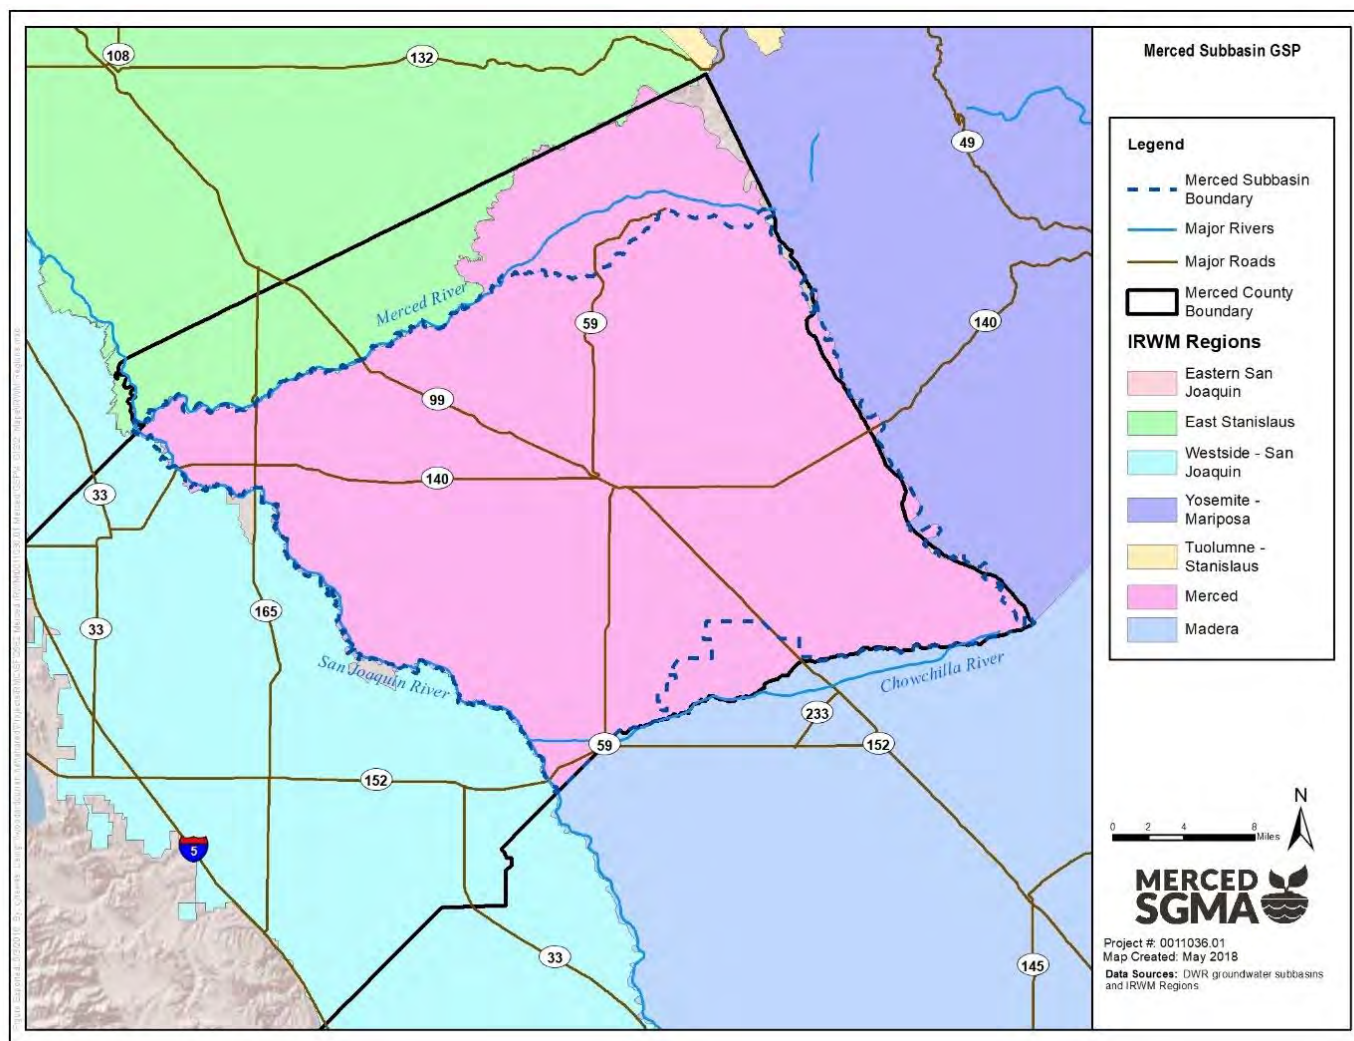 Merced Subbasin GSP
108
132
49
Merced River
59
140
99
140
33
165
33
San Joaquin River
Chowchilla River
233
59
152
152
5
33
145
Legend
Merced Subbasin
Boundary
Major Rivers
Major Roads
Merced County
Boundary
IRWM Regions
Eastern San
Joaquin
East Stanislaus
Westside - San
Joaquin
Yosemite -
Mariposa
Tuolumne -
Stanislaus
Merced
Madera
N
0 2 4 8 Miles
MERCED
SGMA
Project #: 0011036.01
Map Created: May 2018
Data Sources: DWR groundwater subbasins
and IRWM Regions